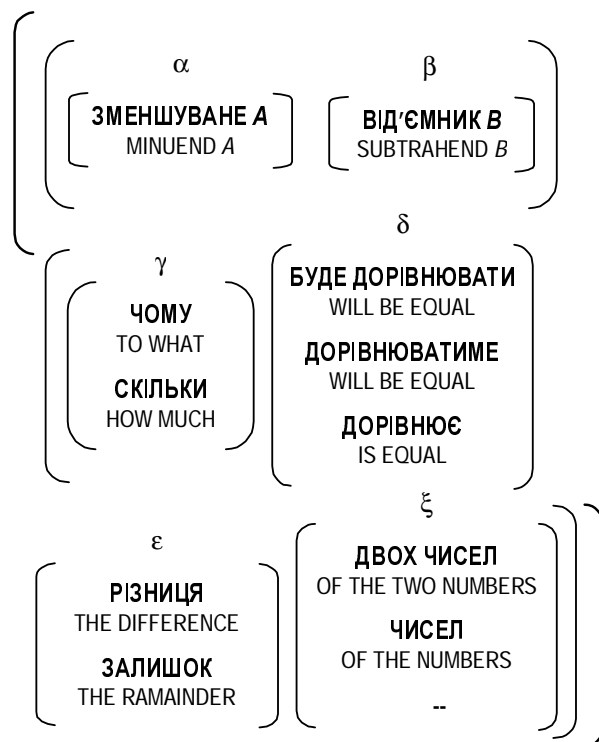 α
β
ЗМЕНШУВАНЕ A
MINUEND A
ВІД'ЄМНИК B
SUBTRAHEND B
γ
δ
ЧОМУ
TO WHAT
СКІЛЬКИ
HOW MUCH
БУДЕ ДОРІВНЮВАТИ
WILL BE EQUAL
ДОРІВНЮВАТИМЕ
WILL BE EQUAL
ДОРІВНЮЄ
IS EQUAL
ε
ξ
РІЗНИЦЯ
THE DIFFERENCE
ЗАЛИШОК
THE RAMAINDER
ДВОХ ЧИСЕЛ
OF THE TWO NUMBERS
ЧИСЕЛ
OF THE NUMBERS
--